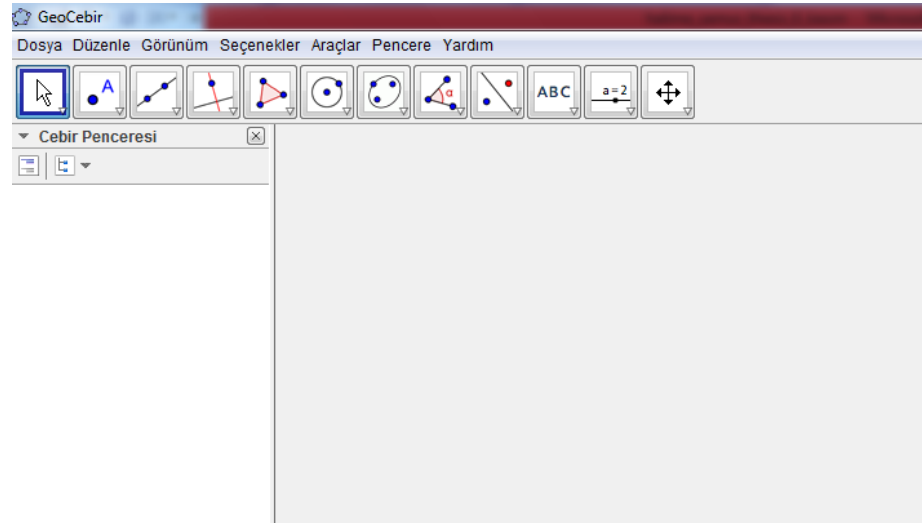 GeoCebir
Dosya Düzenle Görünüm Seçenekler Araçlar Pencere Yardım
A
α
ABC
a=2
Cebir Penceresi